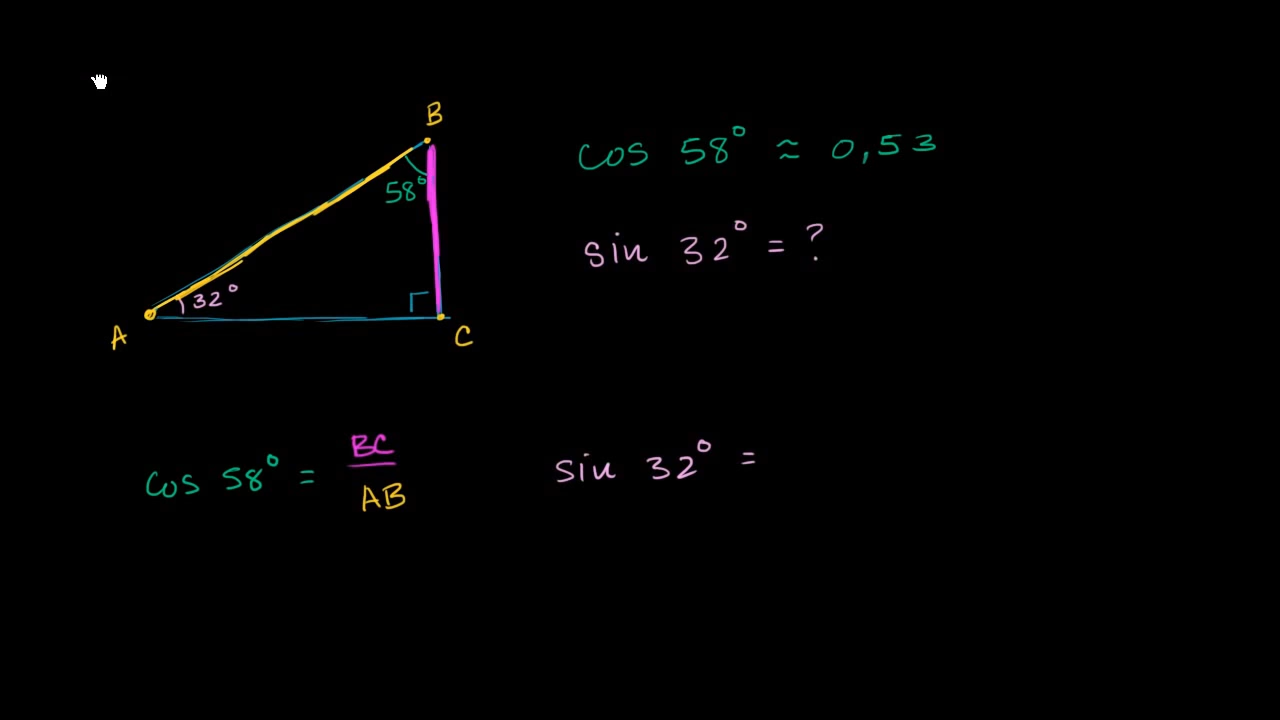 B
cos 58° ≈ 0,53
58°
sin 32° = ?
32°
A
C
cos 58° = BC / AB
sin 32° =